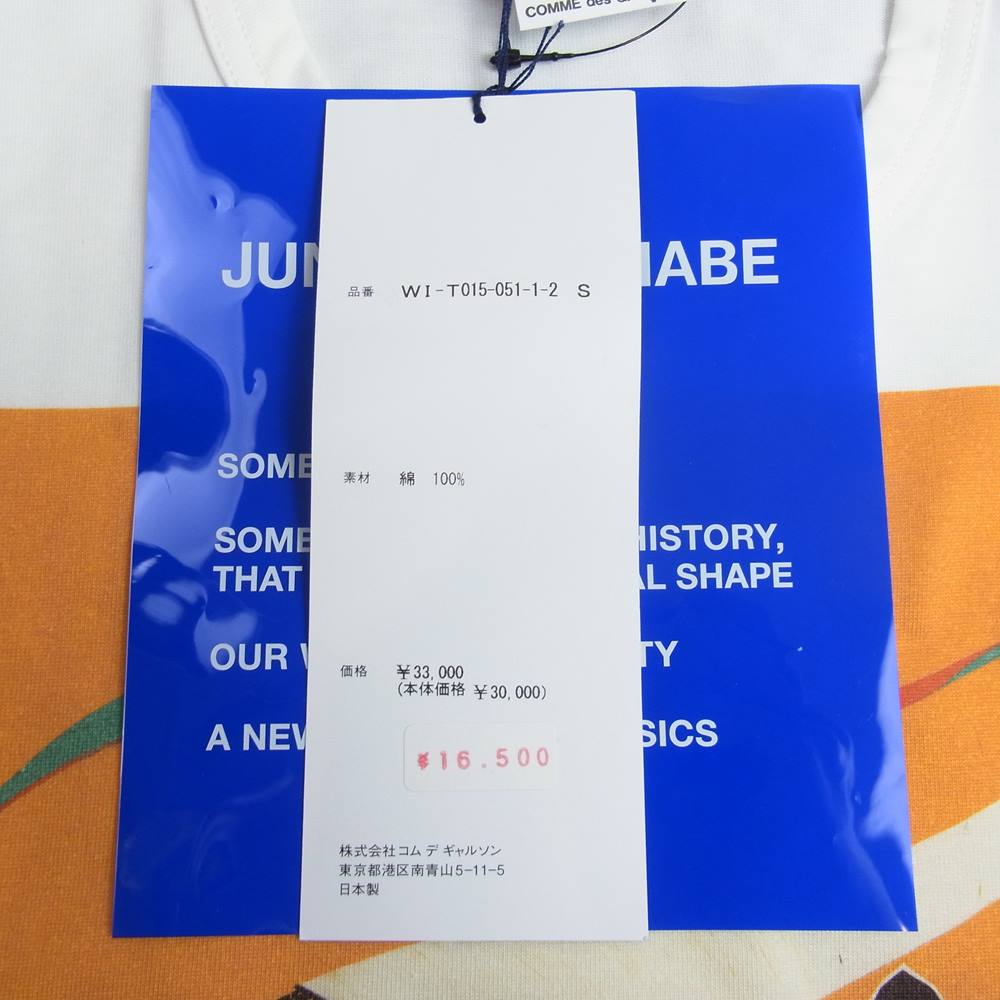 COMME des
JUN IABE
品番 WI-T015-051-1-2 S
SOME
素材 綿 100%
SOME HISTORY,
THAT AL SHAPE
OUR TY
価格 ¥33,000
(本体価格 ¥30,000)
A NEW SICS
¥16.500
株式会社コム デ ギャルソン
東京都港区南青山5-11-5
日本製